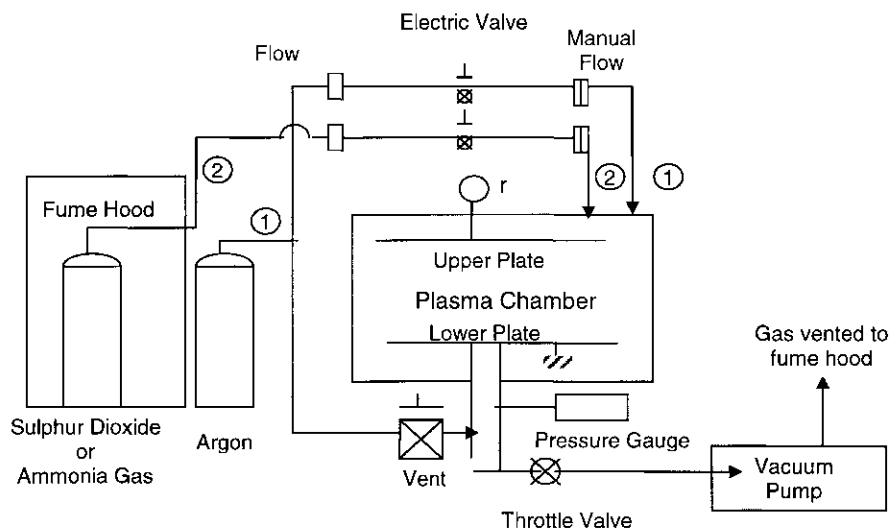 Electric Valve
Flow
Manual
Flow
2
2
1
r
Fume Hood
1
Upper Plate
Plasma Chamber
Lower Plate
Gas vented to
fume hood
Sulphur Dioxide
or
Ammonia Gas
Argon
Vent
Pressure Gauge
Vacuum
Pump
Throttle Valve